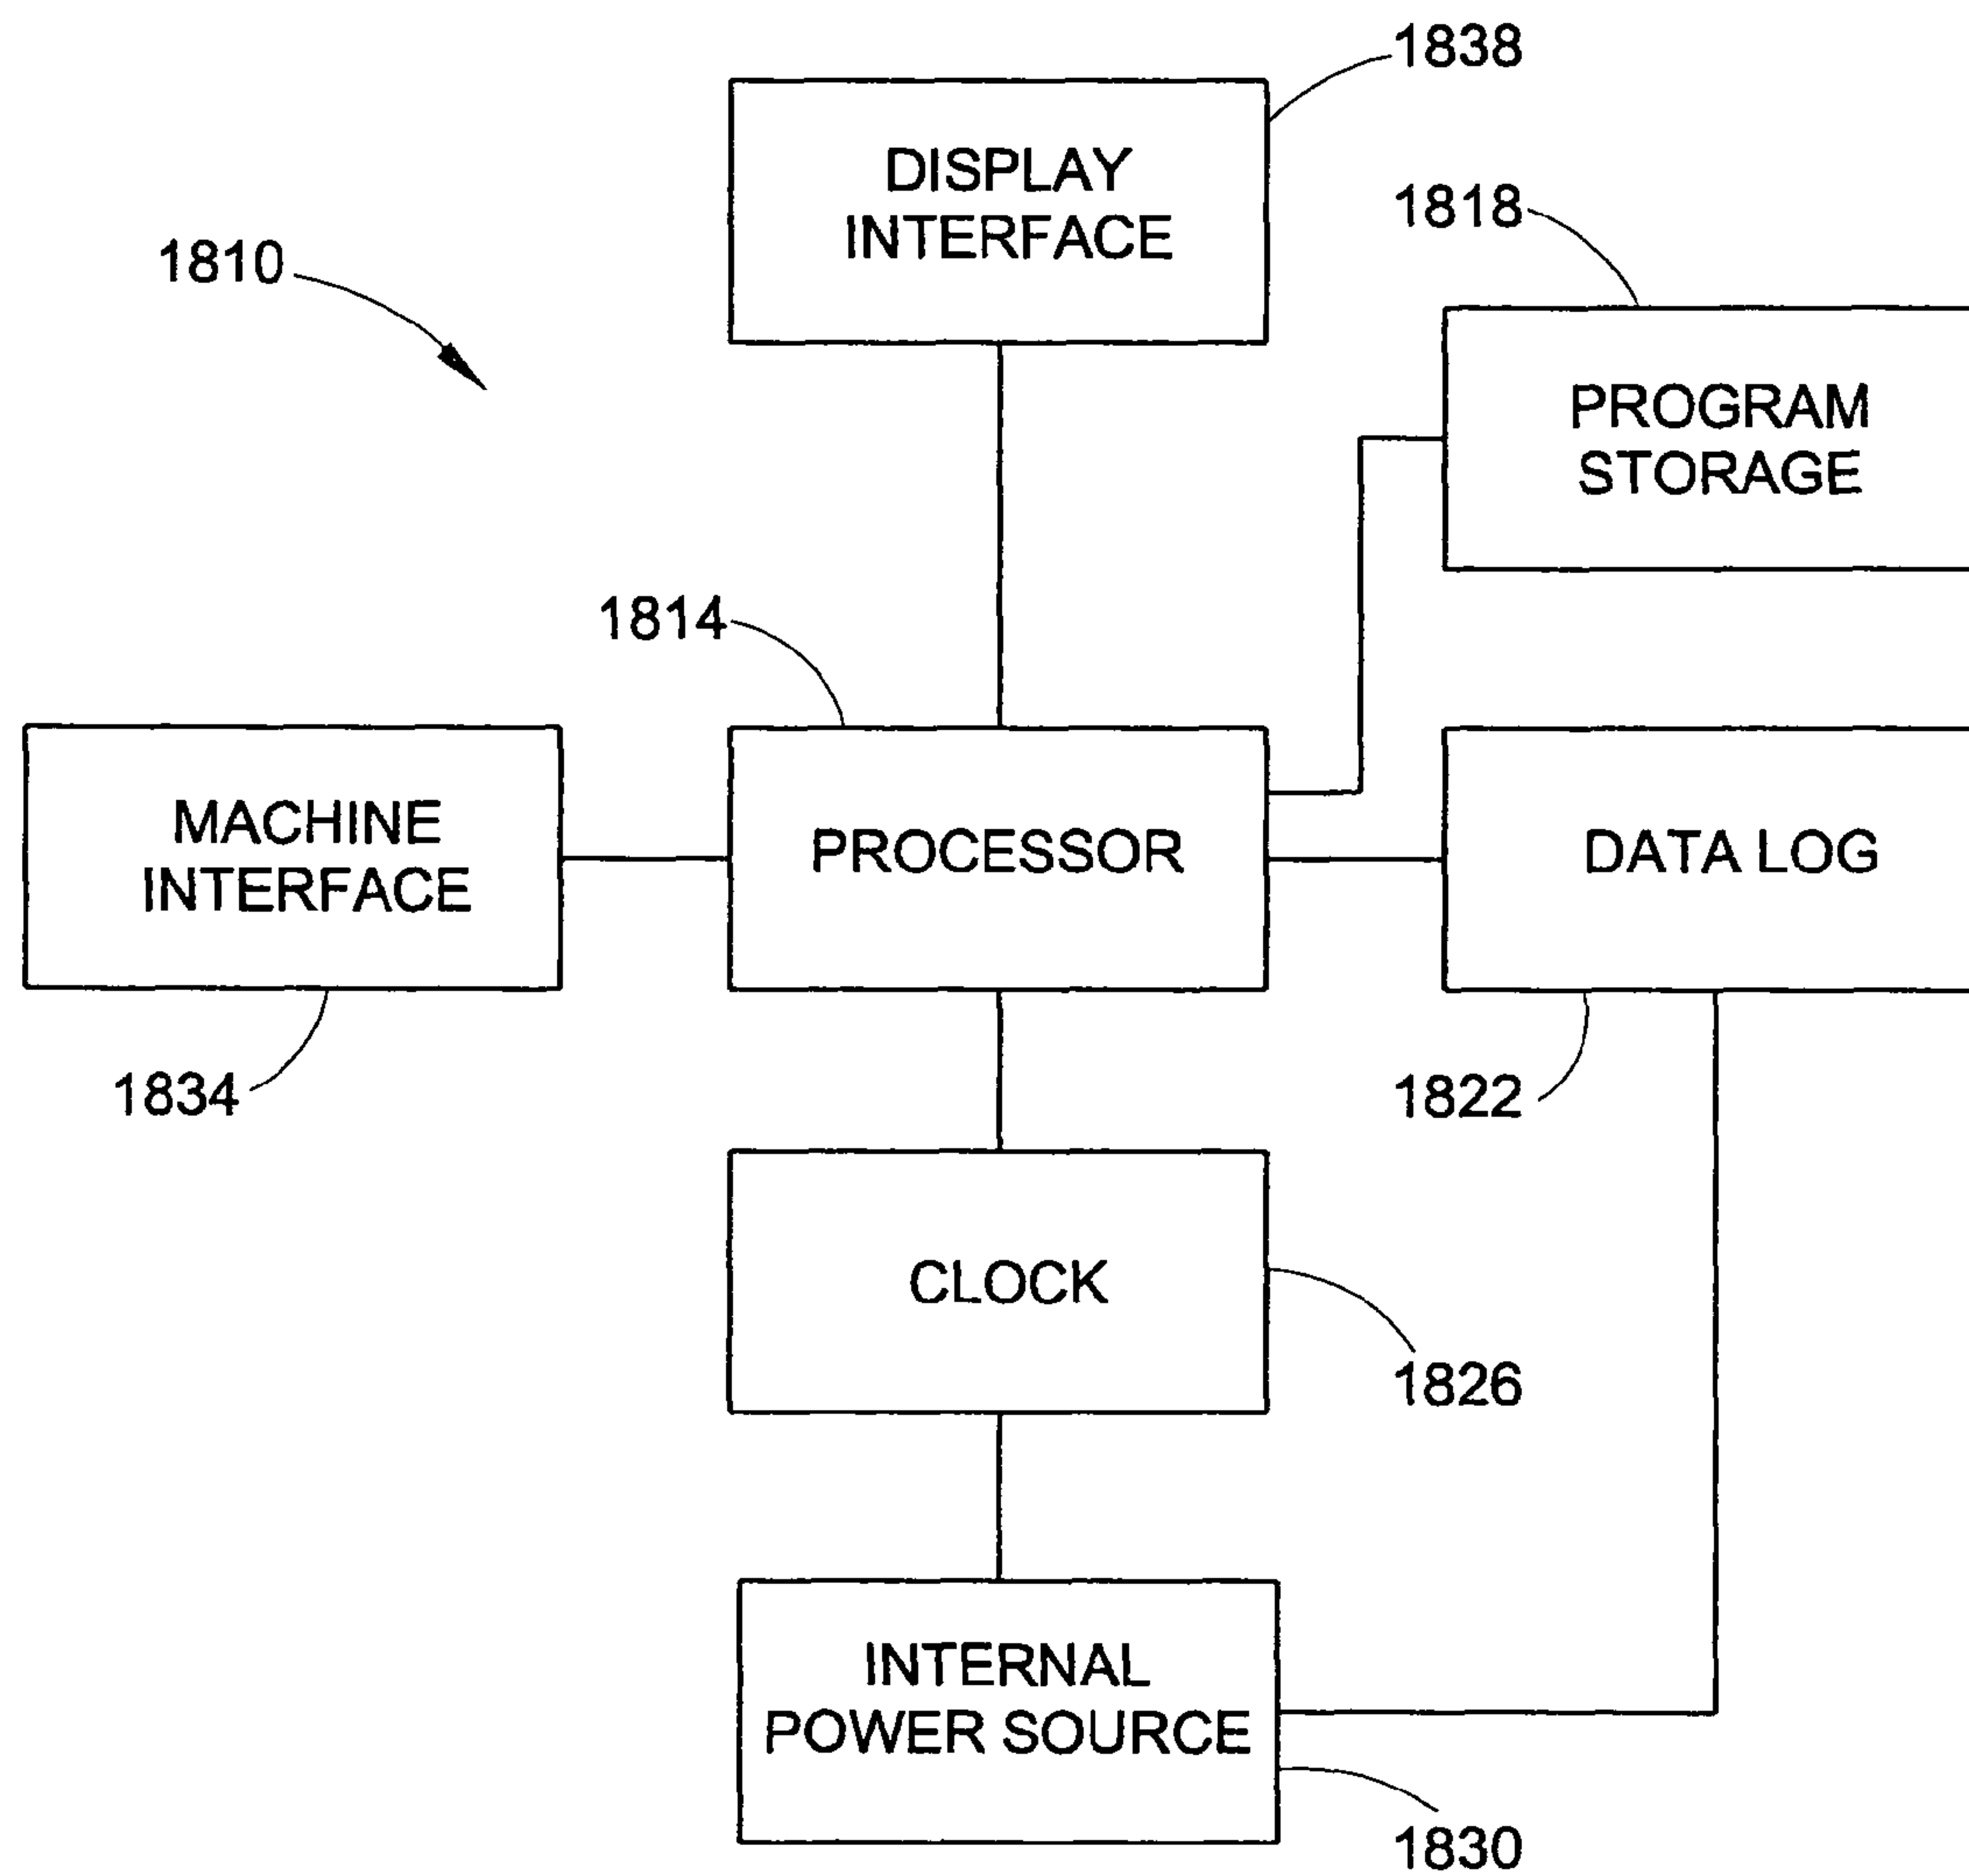 1838
DISPLAY
INTERFACE
1818
1810
PROGRAM
STORAGE
1814
MACHINE
INTERFACE
PROCESSOR
DATA LOG
1834
1822
CLOCK
1826
INTERNAL
POWER SOURCE
1830